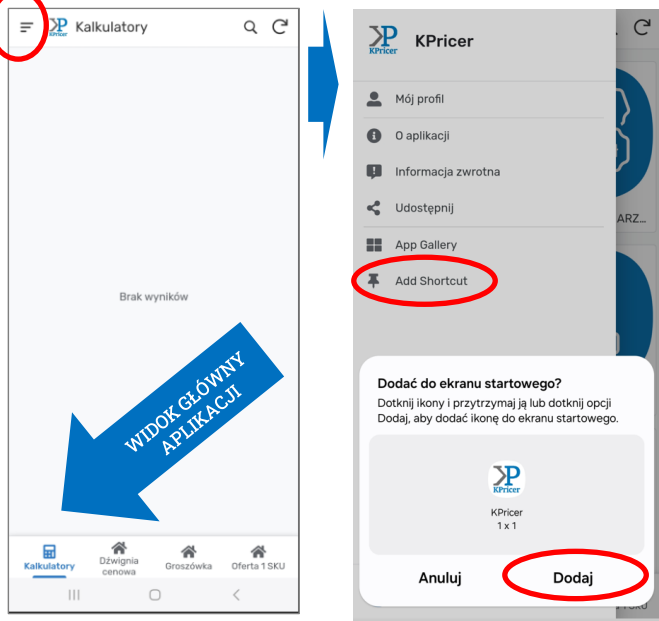 KPricer
Kalkulatory
Brak wyników
WIDOK GŁÓWNY
APLIKACJI
Kalkulatory
Dźwignia
cenowa
Groszówka
Oferta 1 SKU
KPricer
KPricer
Mój profil
O aplikacji
Informacja zwrotna
Udostępnij
App Gallery
Add Shortcut
ARZ...
Dodać do ekranu startowego?
Dotknij ikony i przytrzymaj ją lub dotknij opcji
Dodaj, aby dodać ikonę do ekranu startowego.
KPricer
KPricer
1 x 1
Anuluj
Dodaj